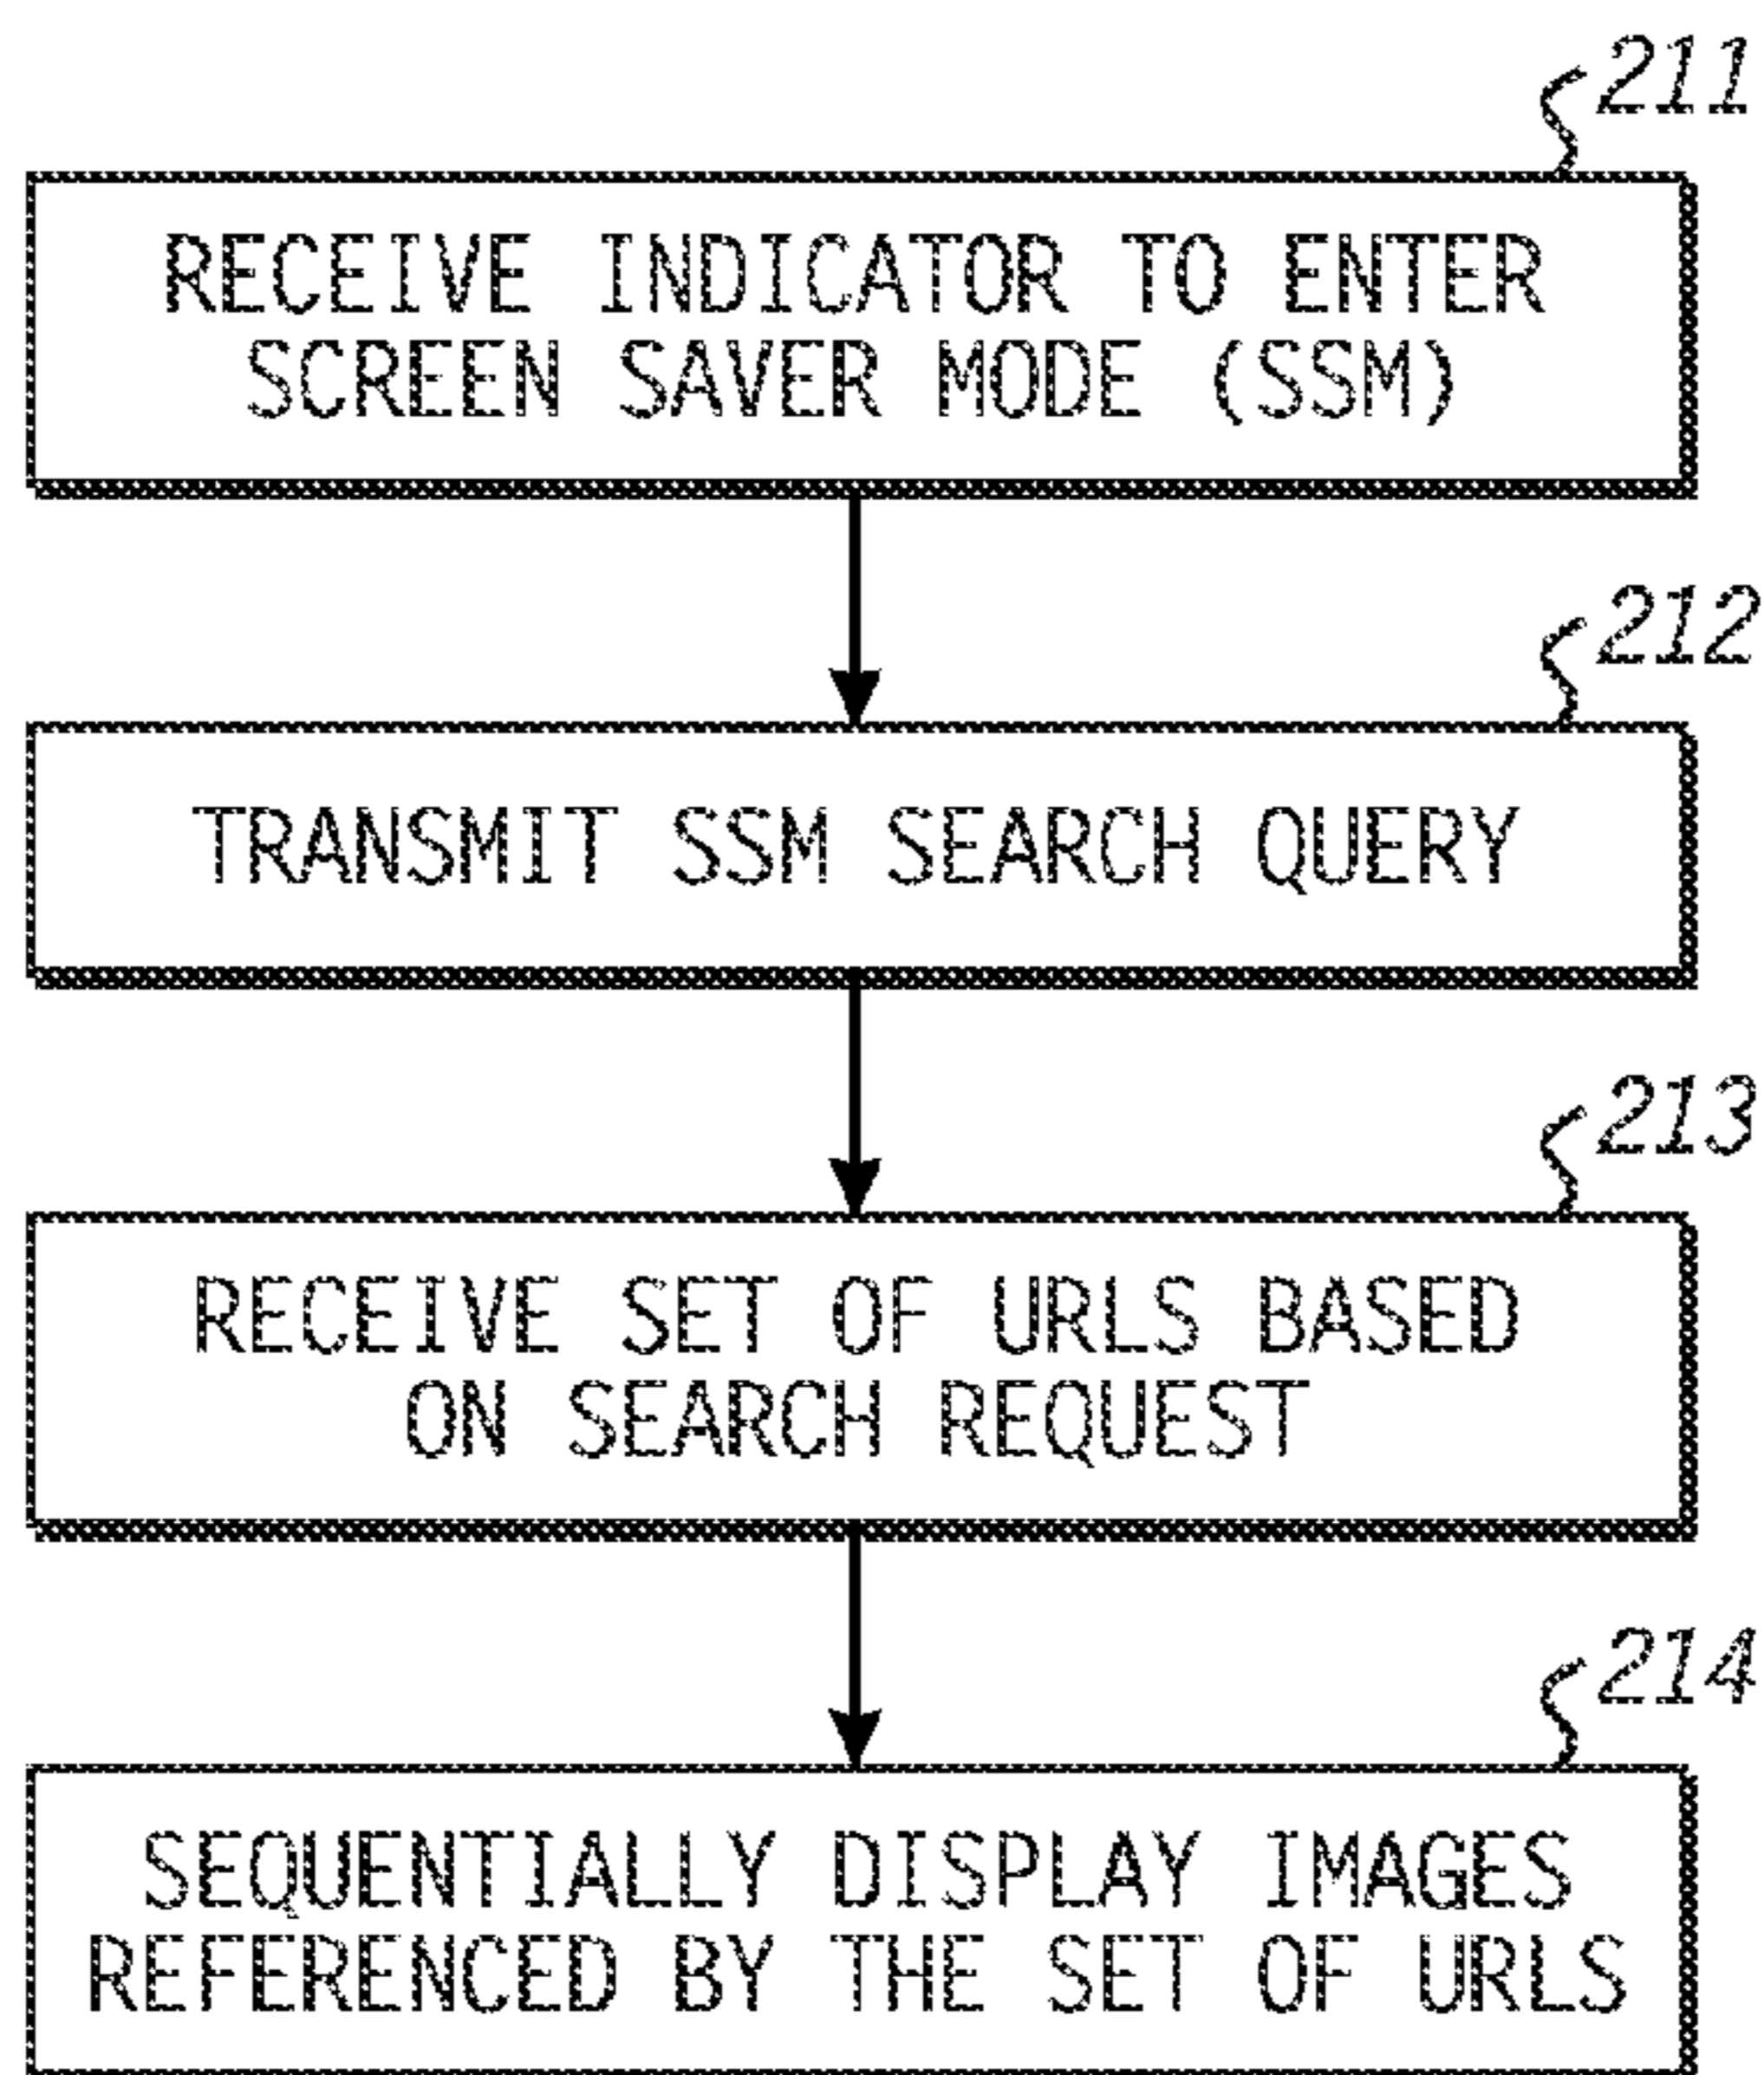 211
RECEIVE INDICATOR TO ENTER
SCREEN SAVER MODE (SSM)
212
TRANSMIT SSM SEARCH QUERY
213
RECEIVE SET OF URLS BASED
ON SEARCH REQUEST
214
SEQUENTIALLY DISPLAY IMAGES
REFERENCED BY THE SET OF URLS